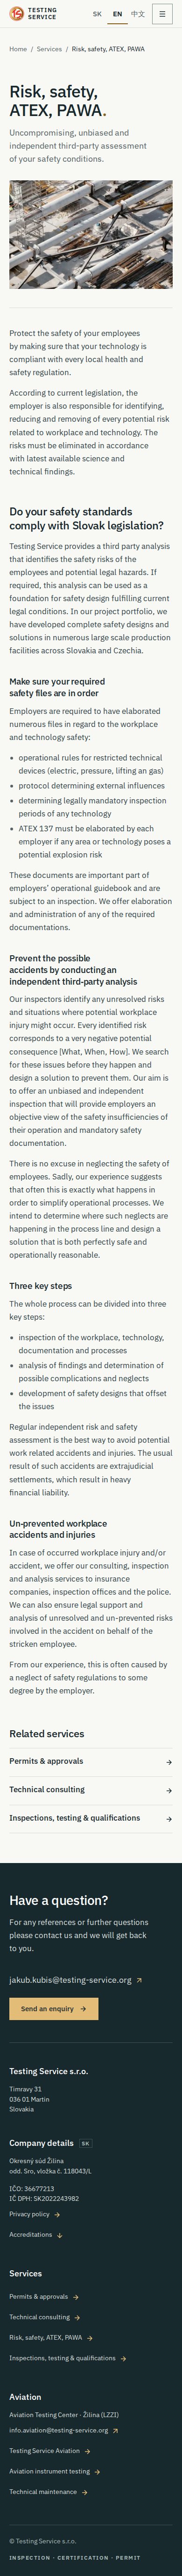 TESTING
SERVICE
SK
EN
中文
Home / Services / Risk, safety, ATEX, PAWA
Risk, safety,
ATEX, PAWA.
Uncompromising, unbiased and
independent third-party assessment
of your safety conditions.
Protect the safety of your employees
by making sure that your technology is
compliant with every local health and
safety regulation.
According to current legislation, the
employer is also responsible for identifying,
reducing and removing of every potential risk
related to workplace and technology. The
risks must be eliminated in accordance
with latest available science and
technical findings.
Do your safety standards
comply with Slovak legislation?
Testing Service provides a third party analysis
that identifies the safety risks of the
employees and potential legal hazards. If
required, this analysis can be used as a
foundation for safety design fulfilling current
legal conditions. In our project portfolio, we
have developed complete safety designs and
solutions in numerous large scale production
facilities across Slovakia and Czechia.
Make sure your required
safety files are in order
Employers are required to have elaborated
numerous files in regard to the workplace
and technology safety:
• operational rules for restricted technical
devices (electric, pressure, lifting an gas)
• protocol determining external influences
• determining legally mandatory inspection
periods of any technology
• ATEX 137 must be elaborated by each
employer if any area or technology poses a
potential explosion risk
These documents are important part of
employers’ operational guidebook and are
subject to an inspection. We offer elaboration
and administration of any of the required
documentations.
Prevent the possible
accidents by conducting an
independent third-party analysis
Our inspectors identify any unresolved risks
and situations where potential workplace
injury might occur. Every identified risk
corresponds to a very negative potential
consequence [What, When, How]. We search
for these issues before they happen and
design a solution to prevent them. Our aim is
to offer an unbiased and independent
inspection that will provide employers an
objective view of the safety insufficiencies of
their operation and mandatory safety
documentation.
There is no excuse in neglecting the safety of
employees. Sadly, our experience suggests
that often this is exactly what happens in
order to simplify operational processes. We
intend to determine where such neglects are
happening in the process line and design a
solution that is both perfectly safe and
operationally reasonable.
Three key steps
The whole process can be divided into three
key steps:
• inspection of the workplace, technology,
documentation and processes
• analysis of findings and determination of
possible complications and neglects
• development of safety designs that offset
the issues
Regular independent risk and safety
assessment is the best way to avoid potential
work related accidents and injuries. The usual
result of such accidents are extrajudicial
settlements, which result in heavy
financial liability.
Un-prevented workplace
accidents and injuries
In case of occurred workplace injury and/or
accident, we offer our consulting, inspection
and analysis services to insurance
companies, inspection offices and the police.
We can also ensure legal support and
analysis of unresolved and un-prevented risks
involved in the accident on behalf of the
stricken employee.
From our experience, this is often caused by
a neglect of safety regulations to some
degree by the employer.
Related services
Permits & approvals →
Technical consulting →
Inspections, testing & qualifications →
Have a question?
For any references or further questions
please contact us and we will get back
to you.
jakub.kubis@testing-service.org ↗
Send an enquiry →
Testing Service s.r.o.
Timravy 31
036 01 Martin
Slovakia
Company details SK
Okresný súd Žilina
odd. Sro, vložka č. 118043/L
IČO: 36677213
IČ DPH: SK2022243982
Privacy policy →
Accreditations ↓
Services
Permits & approvals →
Technical consulting →
Risk, safety, ATEX, PAWA →
Inspections, testing & qualifications →
Aviation
Aviation Testing Center · Žilina (LZZI)
info.aviation@testing-service.org ↗
Testing Service Aviation →
Aviation instrument testing →
Technical maintenance →
© Testing Service s.r.o.
INSPECTION · CERTIFICATION · PERMIT